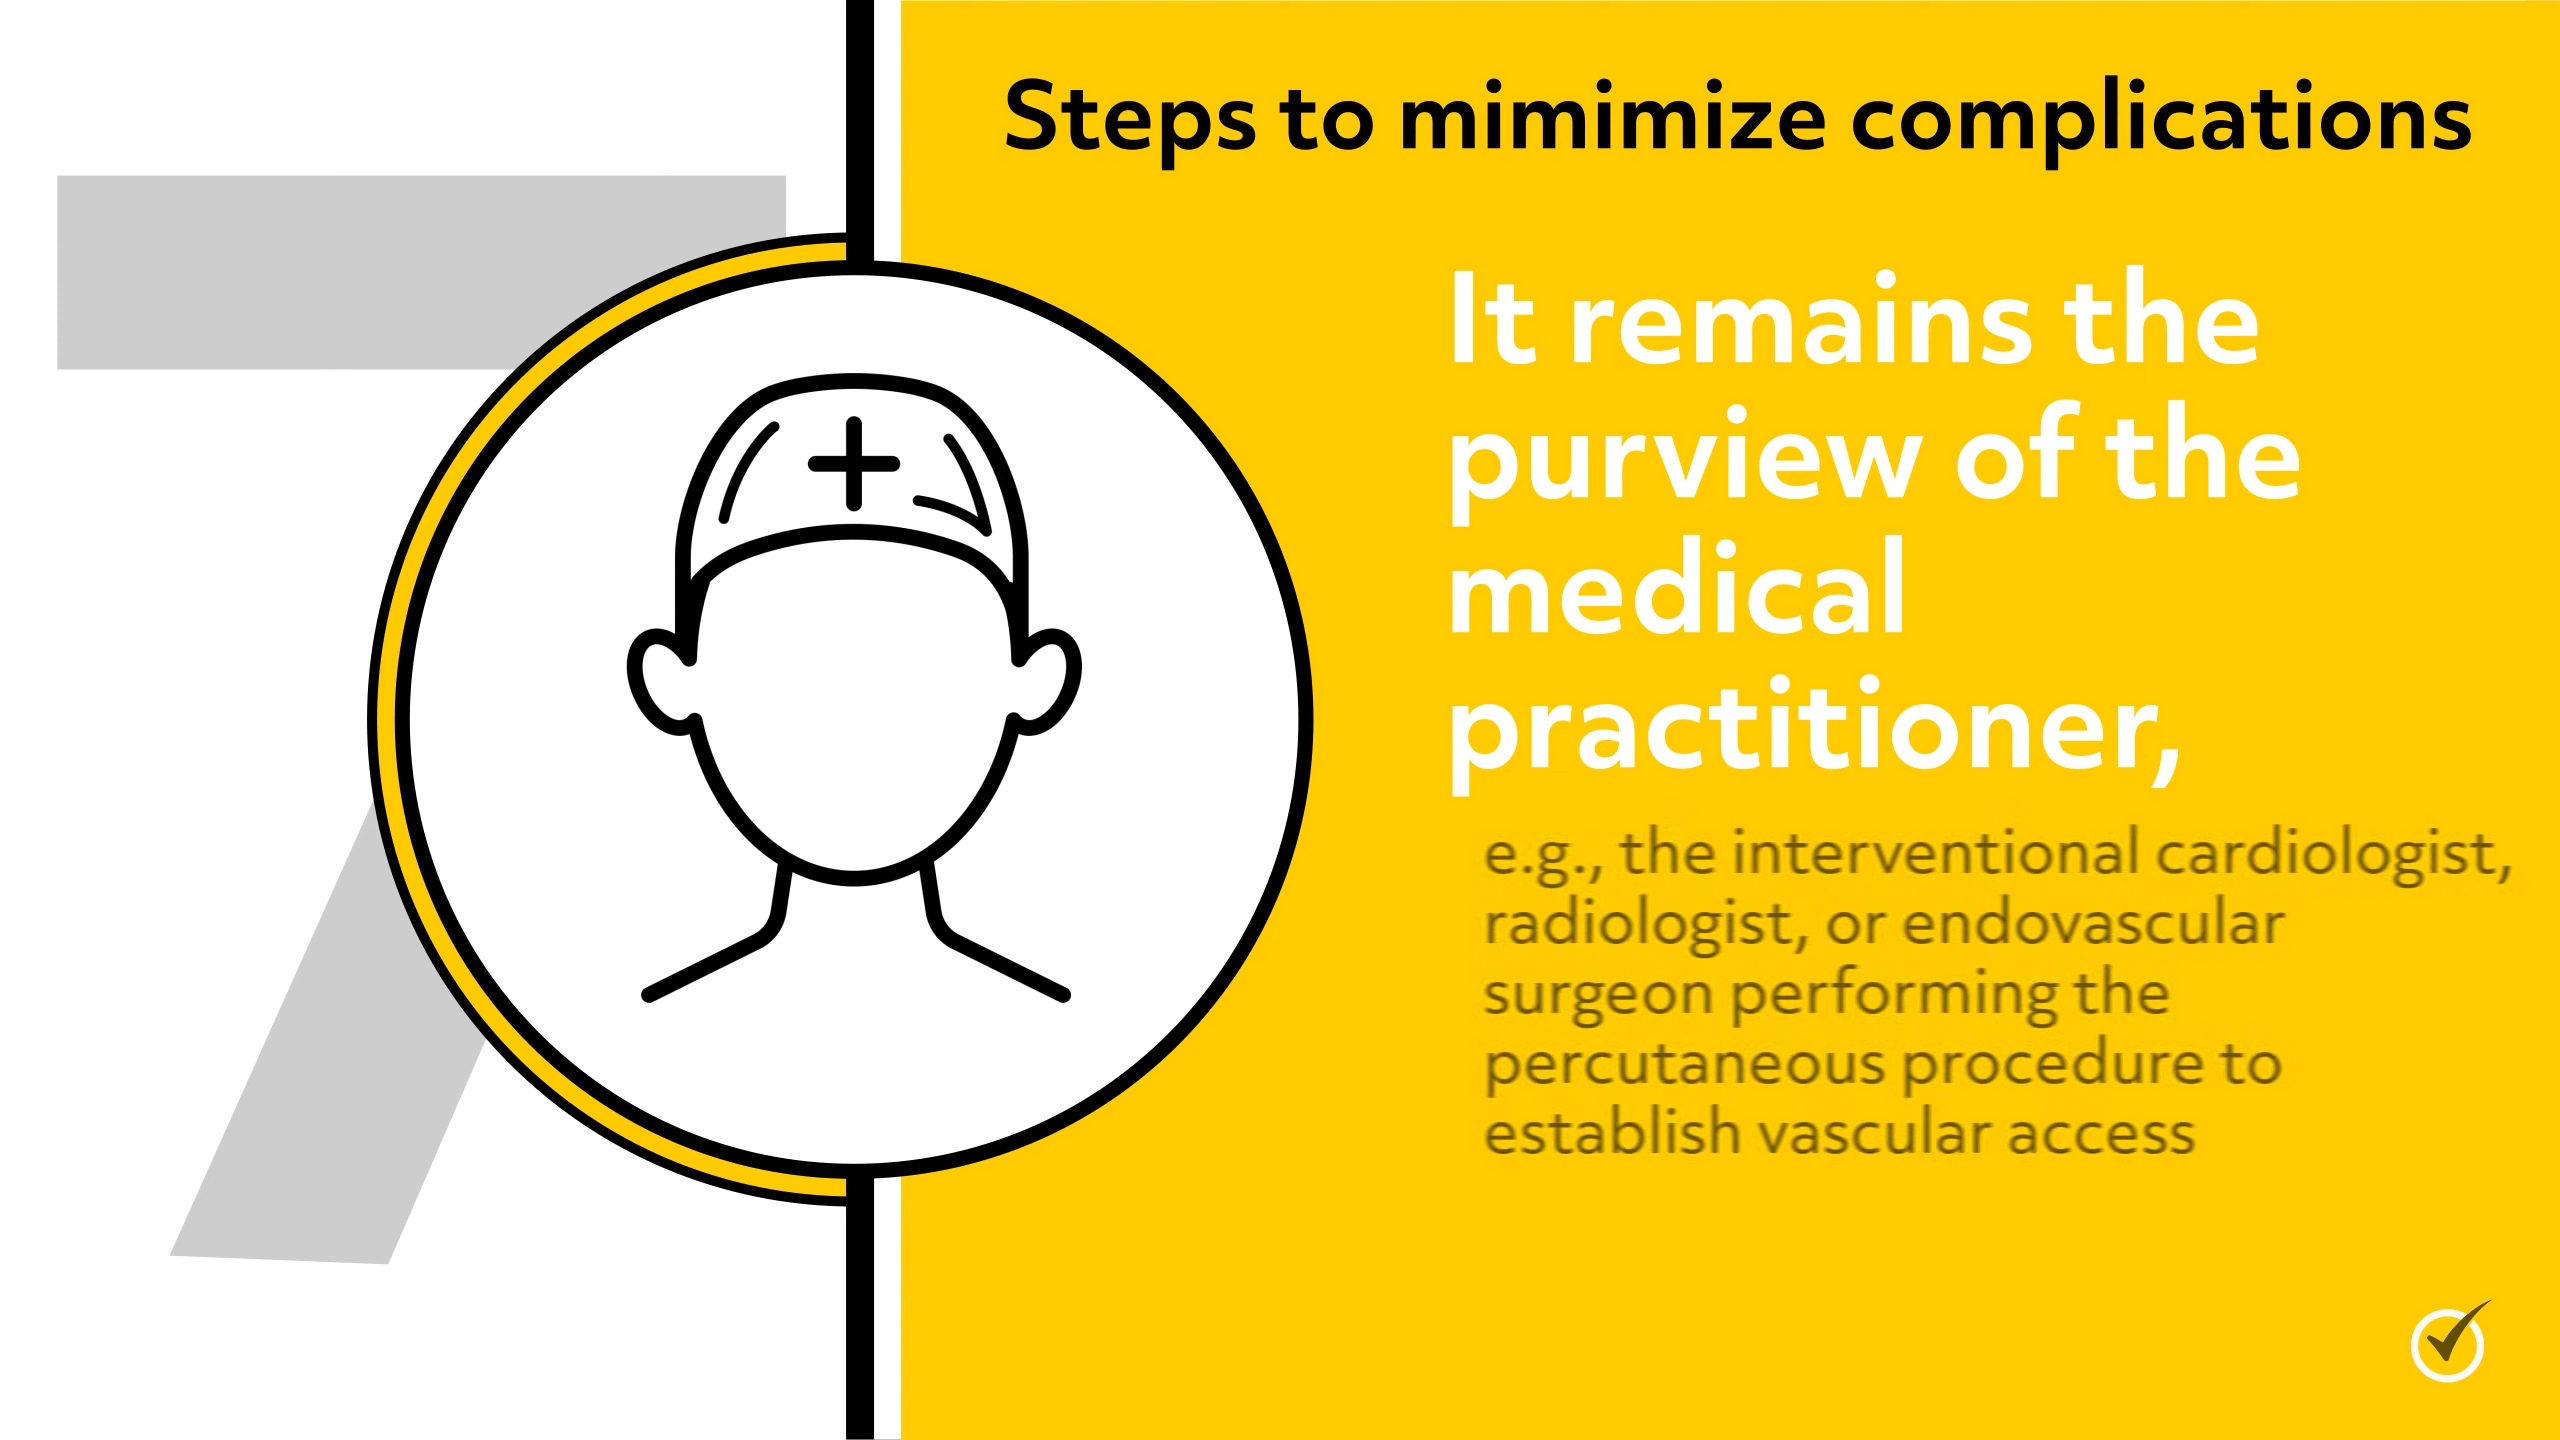 7
Steps to mimimize complications
It remains the
purview of the
medical
practitioner,
e.g., the interventional cardiologist,
radiologist, or endovascular
surgeon performing the
percutaneous procedure to
establish vascular access